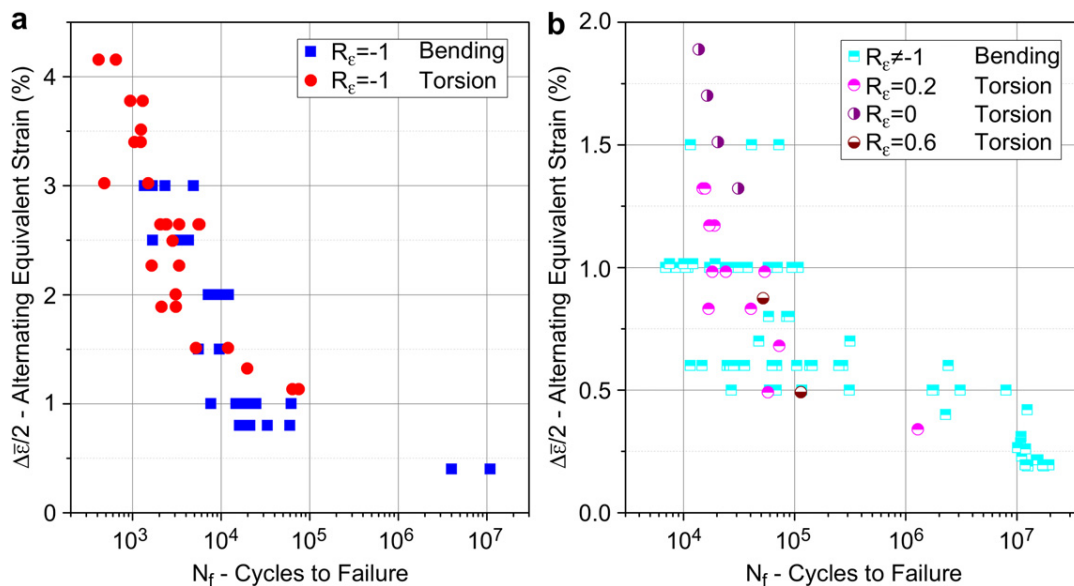 a
Rε=-1 Bending
Rε=-1 Torsion
Δε̅/2 - Alternating Equivalent Strain (%)
4
3
2
1
0
10³ 10⁴ 10⁵ 10⁶ 10⁷
Nf - Cycles to Failure
b
Rε≠-1 Bending
Rε=0.2 Torsion
Rε=0 Torsion
Rε=0.6 Torsion
Δε̅/2 - Alternating Equivalent Strain (%)
2.0
1.5
1.0
0.5
0.0
10⁴ 10⁵ 10⁶ 10⁷
Nf - Cycles to Failure